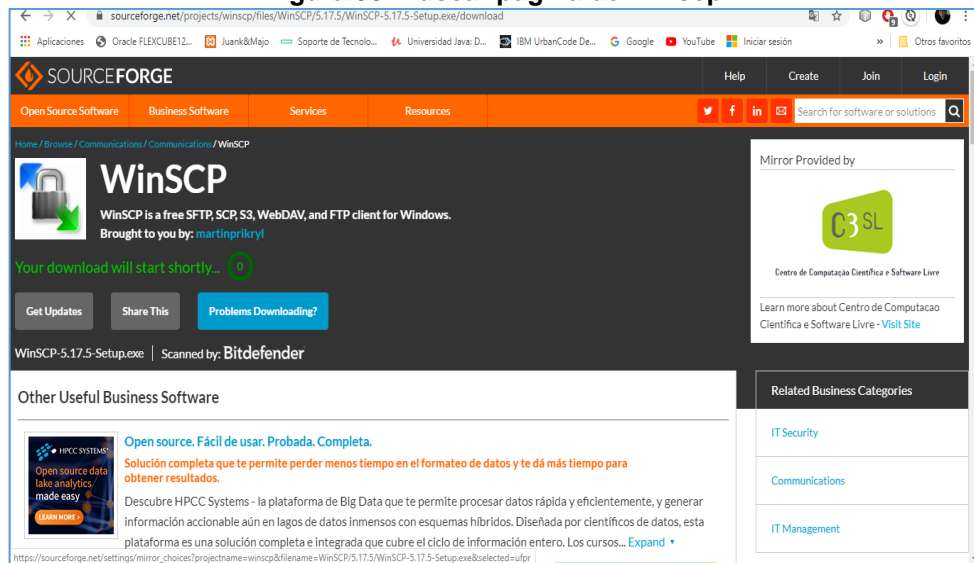 sourceforge.net/projects/winscp/files/WinSCP/5.17.5/WinSCP-5.17.5-Setup.exe/download
Aplicaciones Oracle FLEXCUBE12... Juank&Majo Soporte de Tecnolo... Universidad Java: D... IBM UrbanCode De... Google YouTube Iniciar sesión » Otros favoritos
SOURCEFORGE Help Create Join Login
Open Source Software Business Software Services Resources Search for software or solutions
Home / Browse / Communications / Communications / WinSCP
WinSCP
WinSCP is a free SFTP, SCP, S3, WebDAV, and FTP client for Windows.
Brought to you by: martinprikryl
Your download will start shortly... 0
Get Updates Share This Problems Downloading?
WinSCP-5.17.5-Setup.exe | Scanned by: Bitdefender
Mirror Provided by
C3SL
Centro de Computação Científica e Software Livre
Learn more about Centro de Computacao
Cientifica e Software Livre - Visit Site
Other Useful Business Software
HPCC SYSTEMS
Open source data
lake analytics
made easy
LEARN MORE >
Open source. Fácil de usar. Probada. Completa.
Solución completa que te permite perder menos tiempo en el formateo de datos y te dá más tiempo para
obtener resultados.
Descubre HPCC Systems - la plataforma de Big Data que te permite procesar datos rápida y eficientemente, y generar
información accionable aún en lagos de datos inmensos con esquemas híbridos. Diseñada por científicos de datos, esta
plataforma es una solución completa e integrada que cubre el ciclo de información entero. Los cursos... Expand
Related Business Categories
IT Security
Communications
IT Management
https://sourceforge.net/settings/mirror_choices?projectname=winscp&filename=WinSCP/5.17.5/WinSCP-5.17.5-Setup.exe&selected=ufpr